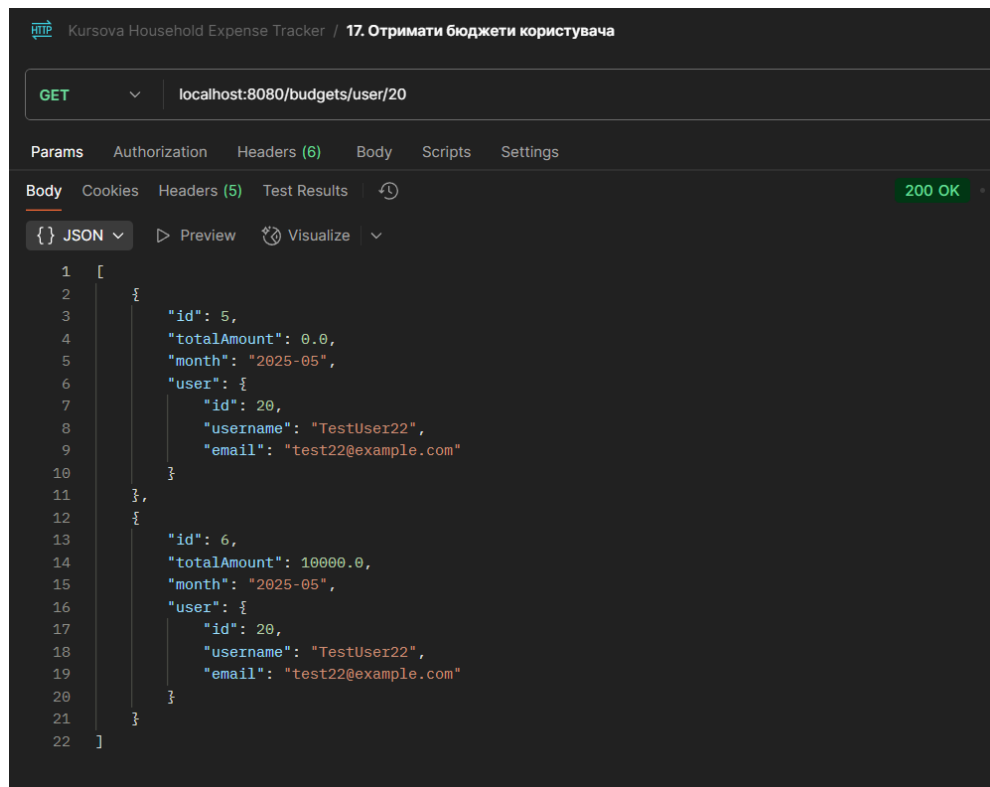 HTTP Kursova Household Expense Tracker / 17. Отримати бюджети користувача
GET localhost:8080/budgets/user/20
Params Authorization Headers (6) Body Scripts Settings
Body Cookies Headers (5) Test Results 200 OK
{} JSON Preview Visualize
1 [
2 {
3 "id": 5,
4 "totalAmount": 0.0,
5 "month": "2025-05",
6 "user": {
7 "id": 20,
8 "username": "TestUser22",
9 "email": "test22@example.com"
10 }
11 },
12 {
13 "id": 6,
14 "totalAmount": 10000.0,
15 "month": "2025-05",
16 "user": {
17 "id": 20,
18 "username": "TestUser22",
19 "email": "test22@example.com"
20 }
21 }
22 ]